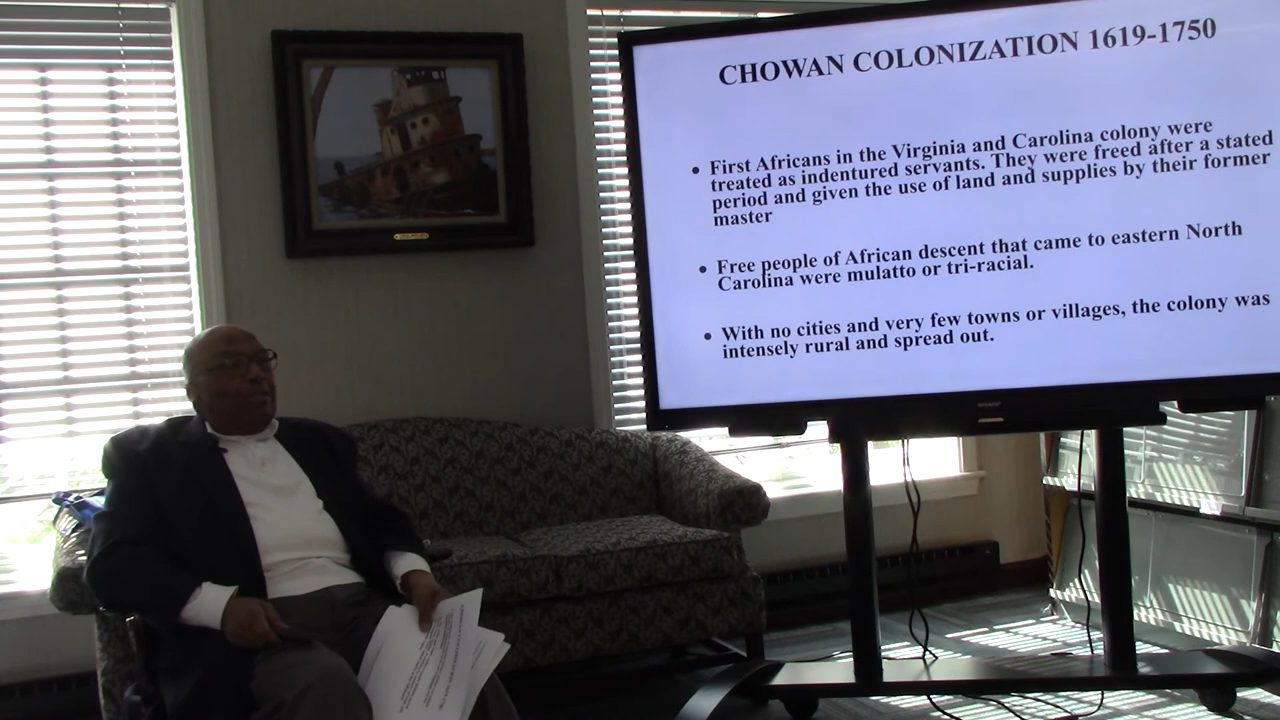 CHOWAN COLONIZATION 1619-1750
• First Africans in the Virginia and Carolina colony were
treated as indentured servants. They were freed after a stated
period and given the use of land and supplies by their former
master
• Free people of African descent that came to eastern North
Carolina were mulatto or tri-racial.
• With no cities and very few towns or villages, the colony was
intensely rural and spread out.
SHARP